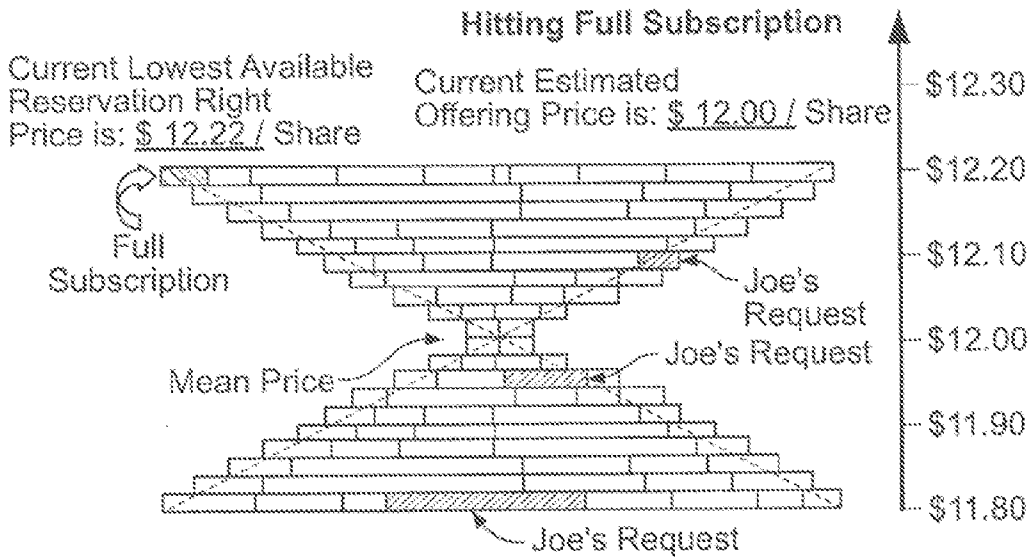 Hitting Full Subscription
Current Lowest Available
Reservation Right
Price is: $ 12.22 / Share
Current Estimated
Offering Price is: $ 12.00 / Share
$12.30
$12.20
Full
Subscription
$12.10
Joe's
Request
$12.00
Joe's Request
Mean Price
$11.90
$11.80
Joe's Request